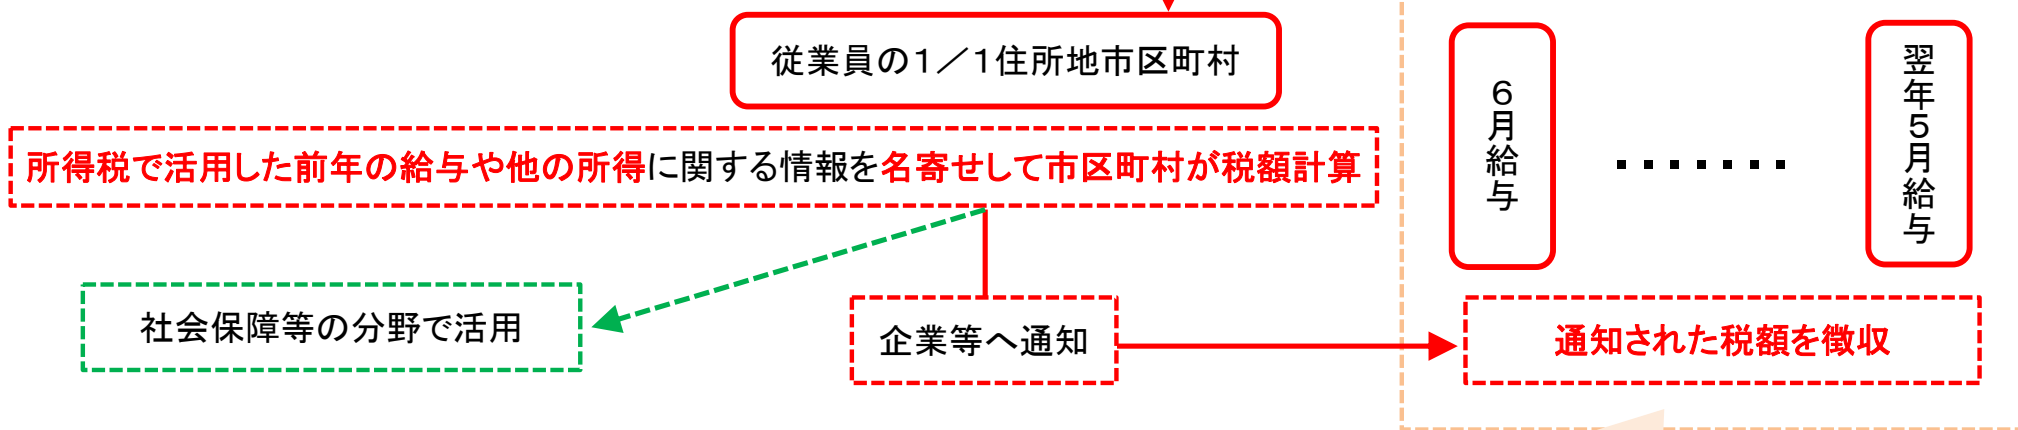 従業員の１／１住所地市区町村
所得税で活用した前年の給与や他の所得に関する情報を名寄せして市区町村が税額計算
社会保障等の分野で活用
企業等へ通知
６月給与
・・・・・・・
翌年５月給与
通知された税額を徴収